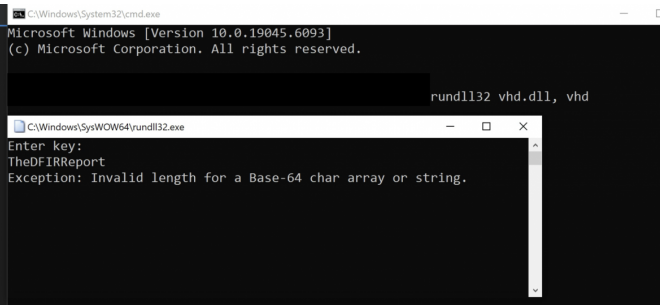 C:\Windows\System32\cmd.exe
Microsoft Windows [Version 10.0.19045.6093]
(c) Microsoft Corporation. All rights reserved.
rundll32 vhd.dll, vhd
C:\Windows\SysWOW64\rundll32.exe
Enter key:
TheDFIRReport
Exception: Invalid length for a Base-64 char array or string.